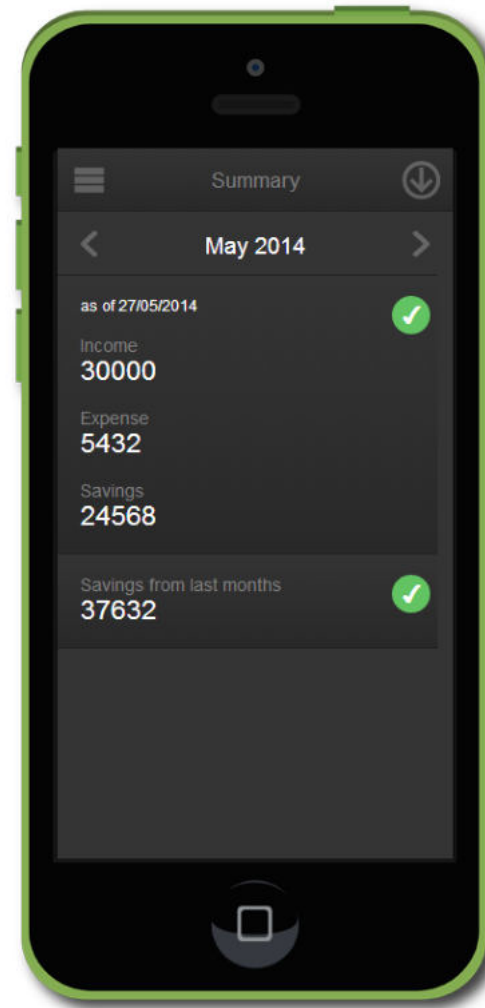 Summary
May 2014
as of 27/05/2014
Income
30000
Expense
5432
Savings
24568
Savings from last months
37632